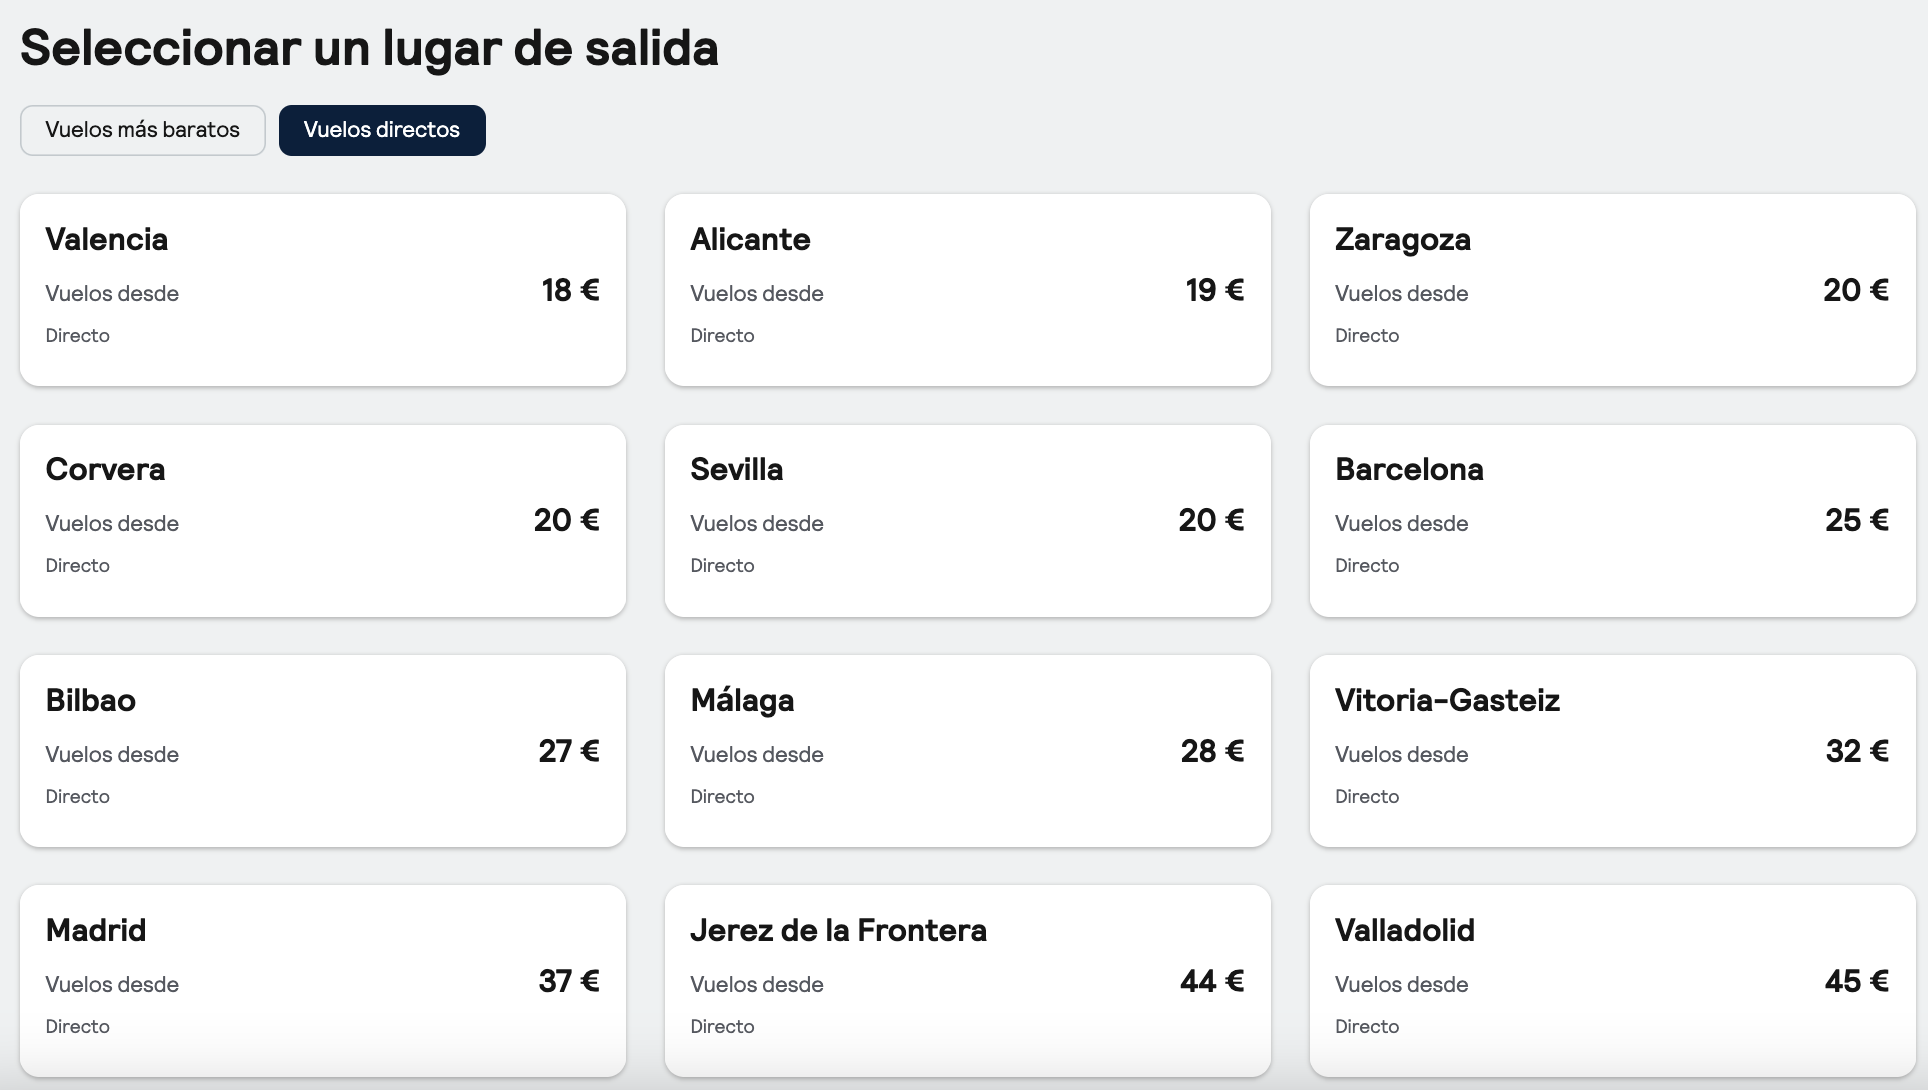 Seleccionar un lugar de salida
Vuelos más baratos
Vuelos directos
Valencia
Vuelos desde
18 €
Directo
Alicante
Vuelos desde
19 €
Directo
Zaragoza
Vuelos desde
20 €
Directo
Corvera
Vuelos desde
20 €
Directo
Sevilla
Vuelos desde
20 €
Directo
Barcelona
Vuelos desde
25 €
Directo
Bilbao
Vuelos desde
27 €
Directo
Málaga
Vuelos desde
28 €
Directo
Vitoria-Gasteiz
Vuelos desde
32 €
Directo
Madrid
Vuelos desde
37 €
Directo
Jerez de la Frontera
Vuelos desde
44 €
Directo
Valladolid
Vuelos desde
45 €
Directo